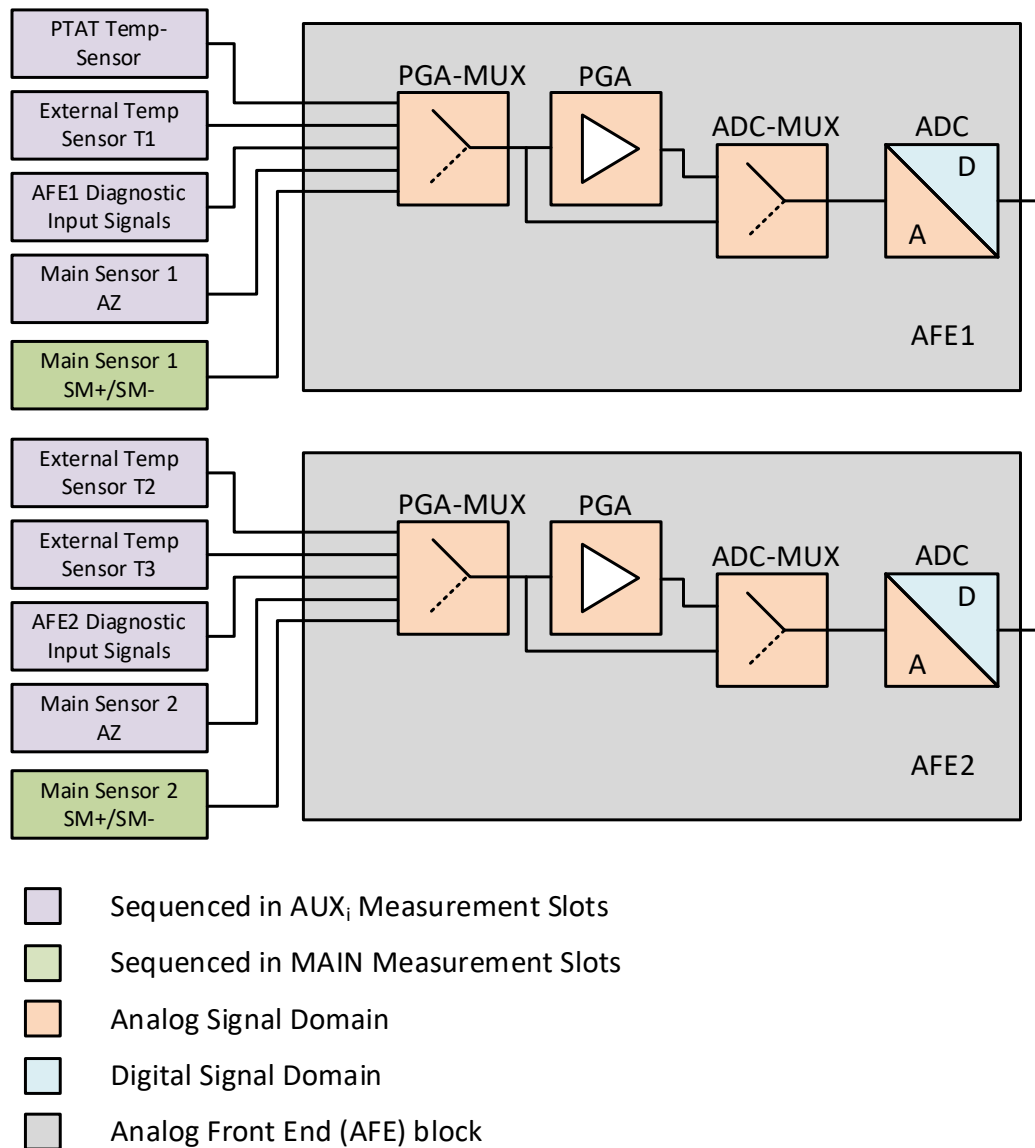 PTAT Temp-
Sensor
External Temp
Sensor T1
AFE1 Diagnostic
Input Signals
Main Sensor 1
AZ
Main Sensor 1
SM+/SM-
PGA-MUX
PGA
ADC-MUX
ADC
D
A
AFE1
External Temp
Sensor T2
External Temp
Sensor T3
AFE2 Diagnostic
Input Signals
Main Sensor 2
AZ
Main Sensor 2
SM+/SM-
PGA-MUX
PGA
ADC-MUX
ADC
D
A
AFE2
Sequenced in AUXi Measurement Slots
Sequenced in MAIN Measurement Slots
Analog Signal Domain
Digital Signal Domain
Analog Front End (AFE) block